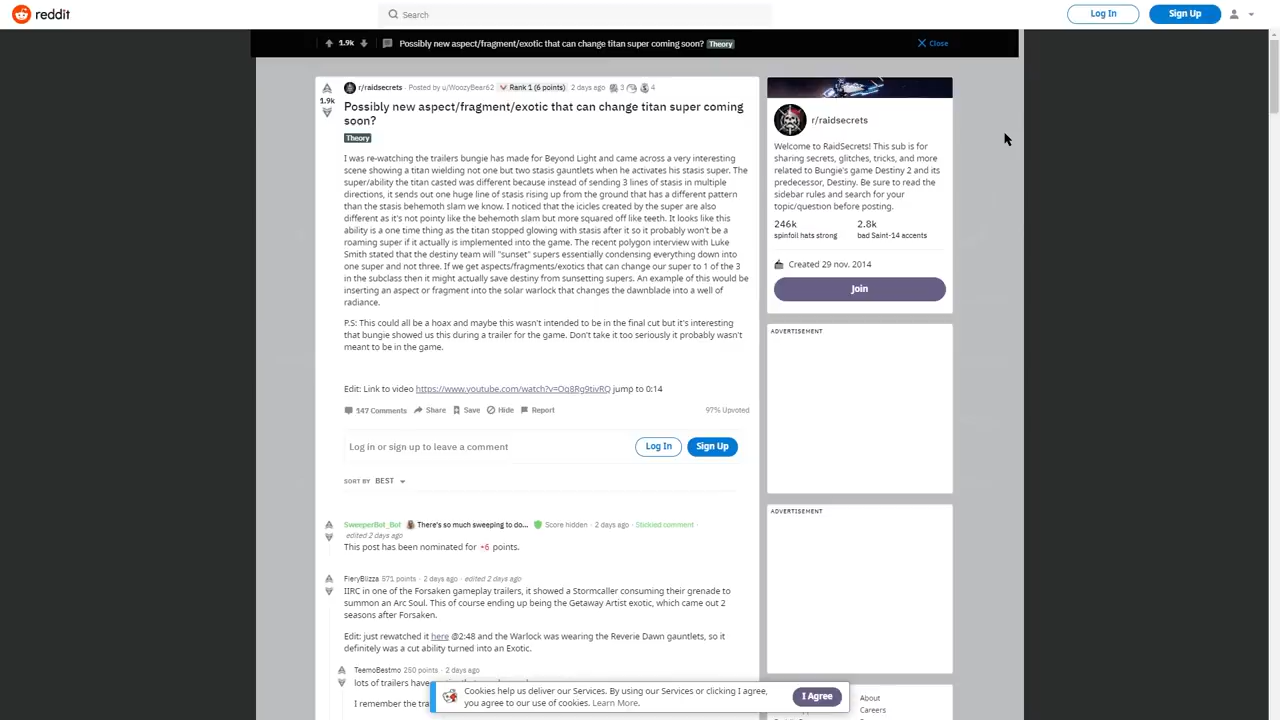 reddit
Search
Log In
Sign Up
1.9k
Possibly new aspect/fragment/exotic that can change titan super coming soon? Theory
Close
r/raidsecrets · Posted by u/WoozyBear62 Rank 1 (6 points) 2 days ago 3 4
1.9k
Possibly new aspect/fragment/exotic that can change titan super coming
soon?
Theory
I was re-watching the trailers bungie has made for Beyond Light and came across a very interesting
scene showing a titan wielding not one but two stasis gauntlets when he activates his stasis super. The
super/ability the titan casted was different because instead of sending 3 lines of stasis in multiple
directions, it sends out one huge line of stasis rising up from the ground that has a different pattern
than the stasis behemoth slam we know. I noticed that the icicles created by the super are also
different as it's not pointy like the behemoth slam but more squared off like teeth. It looks like this
ability is a one time thing as the titan stopped glowing with stasis after it so it probably won't be a
roaming super if it actually is implemented into the game. The recent polygon interview with Luke
Smith stated that the destiny team will "sunset" supers essentially condensing everything down into
one super and not three. If we get aspects/fragments/exotics that can change our super to 1 of the 3
in the subclass then it might actually save destiny from sunsetting supers. An example of this would be
inserting an aspect or fragment into the solar warlock that changes the dawnblade into a well of
radiance.
P.S: This could all be a hoax and maybe this wasn't intended to be in the final cut but it's interesting
that bungie showed us this during a trailer for the game. Don't take it too seriously it probably wasn't
meant to be in the game.
Edit: Link to video https://www.youtube.com/watch?v=Oq8Rg9tivRQ jump to 0:14
147 Comments Share Save Hide Report 97% Upvoted
Log in or sign up to leave a comment
Log In
Sign Up
SORT BY BEST
SweeperBot_Bot There's so much sweeping to do... Score hidden · 2 days ago · Stickied comment ·
edited 2 days ago
This post has been nominated for +6 points.
FieryBlizza 571 points · 2 days ago · edited 2 days ago
IIRC in one of the Forsaken gameplay trailers, it showed a Stormcaller consuming their grenade to
summon an Arc Soul. This of course ending up being the Getaway Artist exotic, which came out 2
seasons after Forsaken.
Edit: just rewatched it here @2:48 and the Warlock was wearing the Reverie Dawn gauntlets, so it
definitely was a cut ability turned into an Exotic.
TeemoBestmo 250 points · 2 days ago
lots of trailers have
I remember the tra
r/raidsecrets
Welcome to RaidSecrets! This sub is for
sharing secrets, glitches, tricks, and more
related to Bungie's game Destiny 2 and its
predecessor, Destiny. Be sure to read the
sidebar rules and search for your
topic/question before posting.
246k 2.8k
spinfoil hats strong bad Saint-14 accents
Created 29 nov. 2014
Join
ADVERTISEMENT
ADVERTISEMENT
About
Careers
Cookies help us deliver our Services. By using our Services or clicking I agree,
you agree to our use of cookies. Learn More.
I Agree